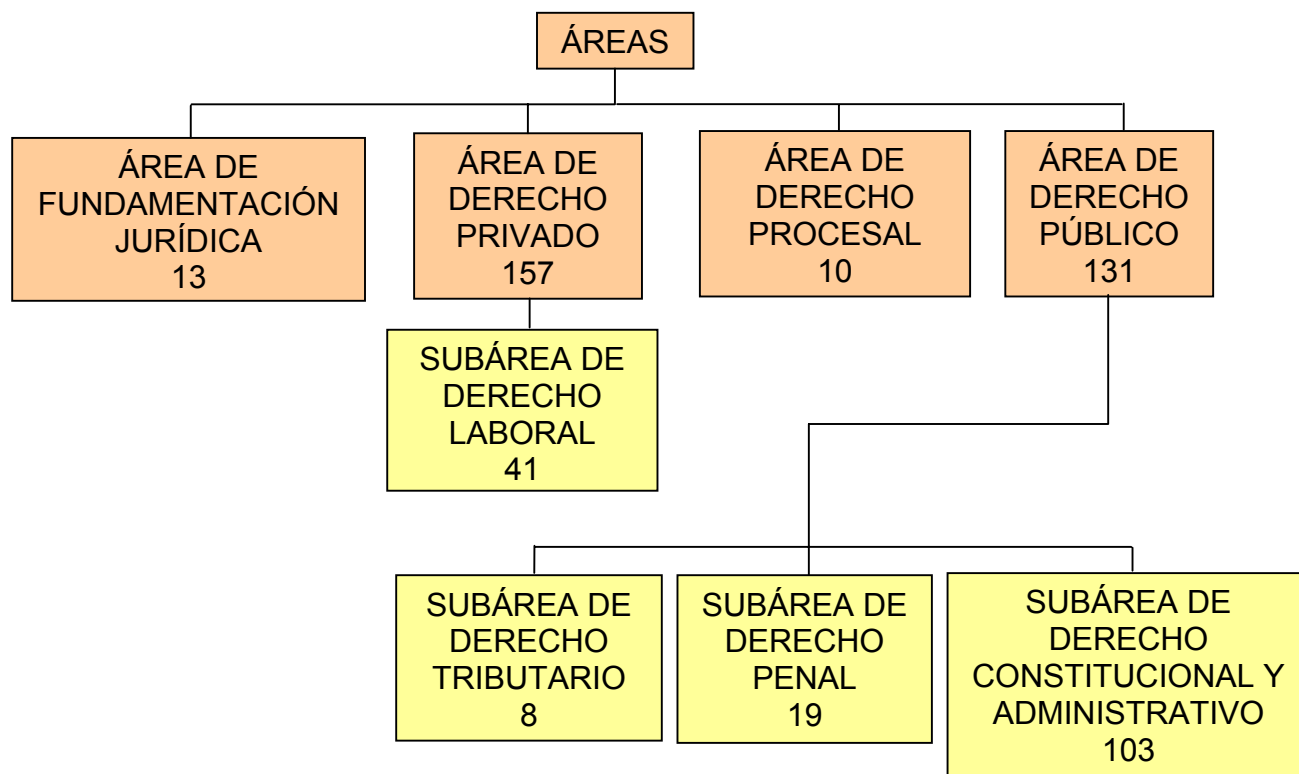 ÁREAS
ÁREA DE
FUNDAMENTACIÓN
JURÍDICA
13
ÁREA DE
DERECHO
PRIVADO
157
ÁREA DE
DERECHO
PROCESAL
10
ÁREA DE
DERECHO
PÚBLICO
131
SUBÁREA DE
DERECHO
LABORAL
41
SUBÁREA DE
DERECHO
TRIBUTARIO
8
SUBÁREA DE
DERECHO
PENAL
19
SUBÁREA DE
DERECHO
CONSTITUCIONAL Y
ADMINISTRATIVO
103